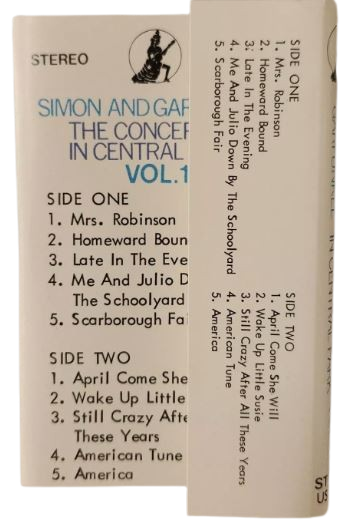 STEREO
SIMON AND GAR
THE CONCER
IN CENTRAL
VOL.1
SIDE ONE
1. Mrs. Robinson
2. Homeward Boun
3. Late In The Eve
4. Me And Julio D
The Schoolyard
5. Scarborough Fai
SIDE TWO
1. April Come She
2. Wake Up Little
3. Still Crazy Afte
These Years
4. American Tune
5. America
SIDE ONE
1. Mrs. Robinson
2. Homeward Bound
3. Late In The Evening
4. Me And Julio Down By The Schoolyard
5. Scarborough Fair
SIDE TWO
1. April Come She Will
2. Wake Up Little Susie
3. Still Crazy After All These Years
4. American Tune
5. America
ST
US